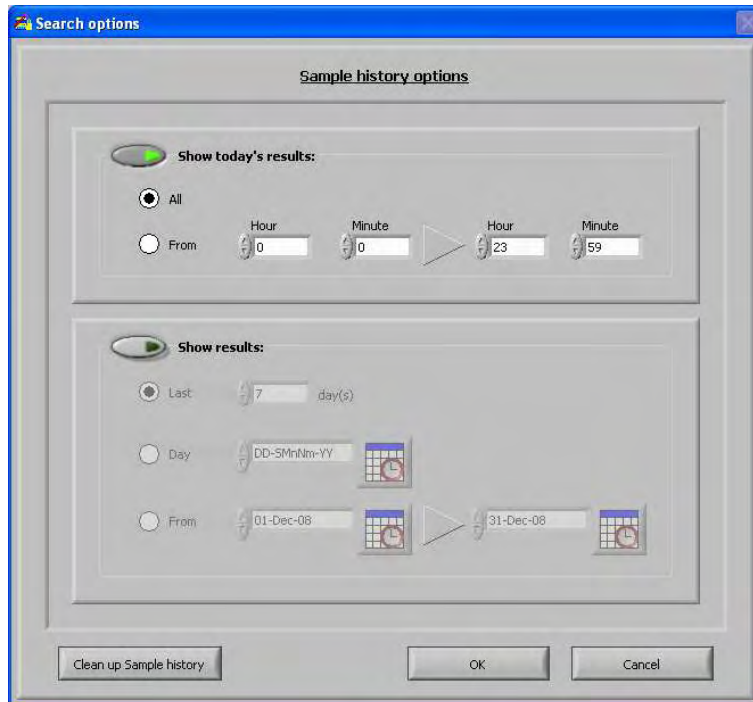 Search options
Sample history options
Show today's results:
All
Hour Minute Hour Minute
From 0 0 23 59
Show results:
Last 7 day(s)
Day DD-SMnNm-YY
From 01-Dec-08 31-Dec-08
Clean up Sample history OK Cancel